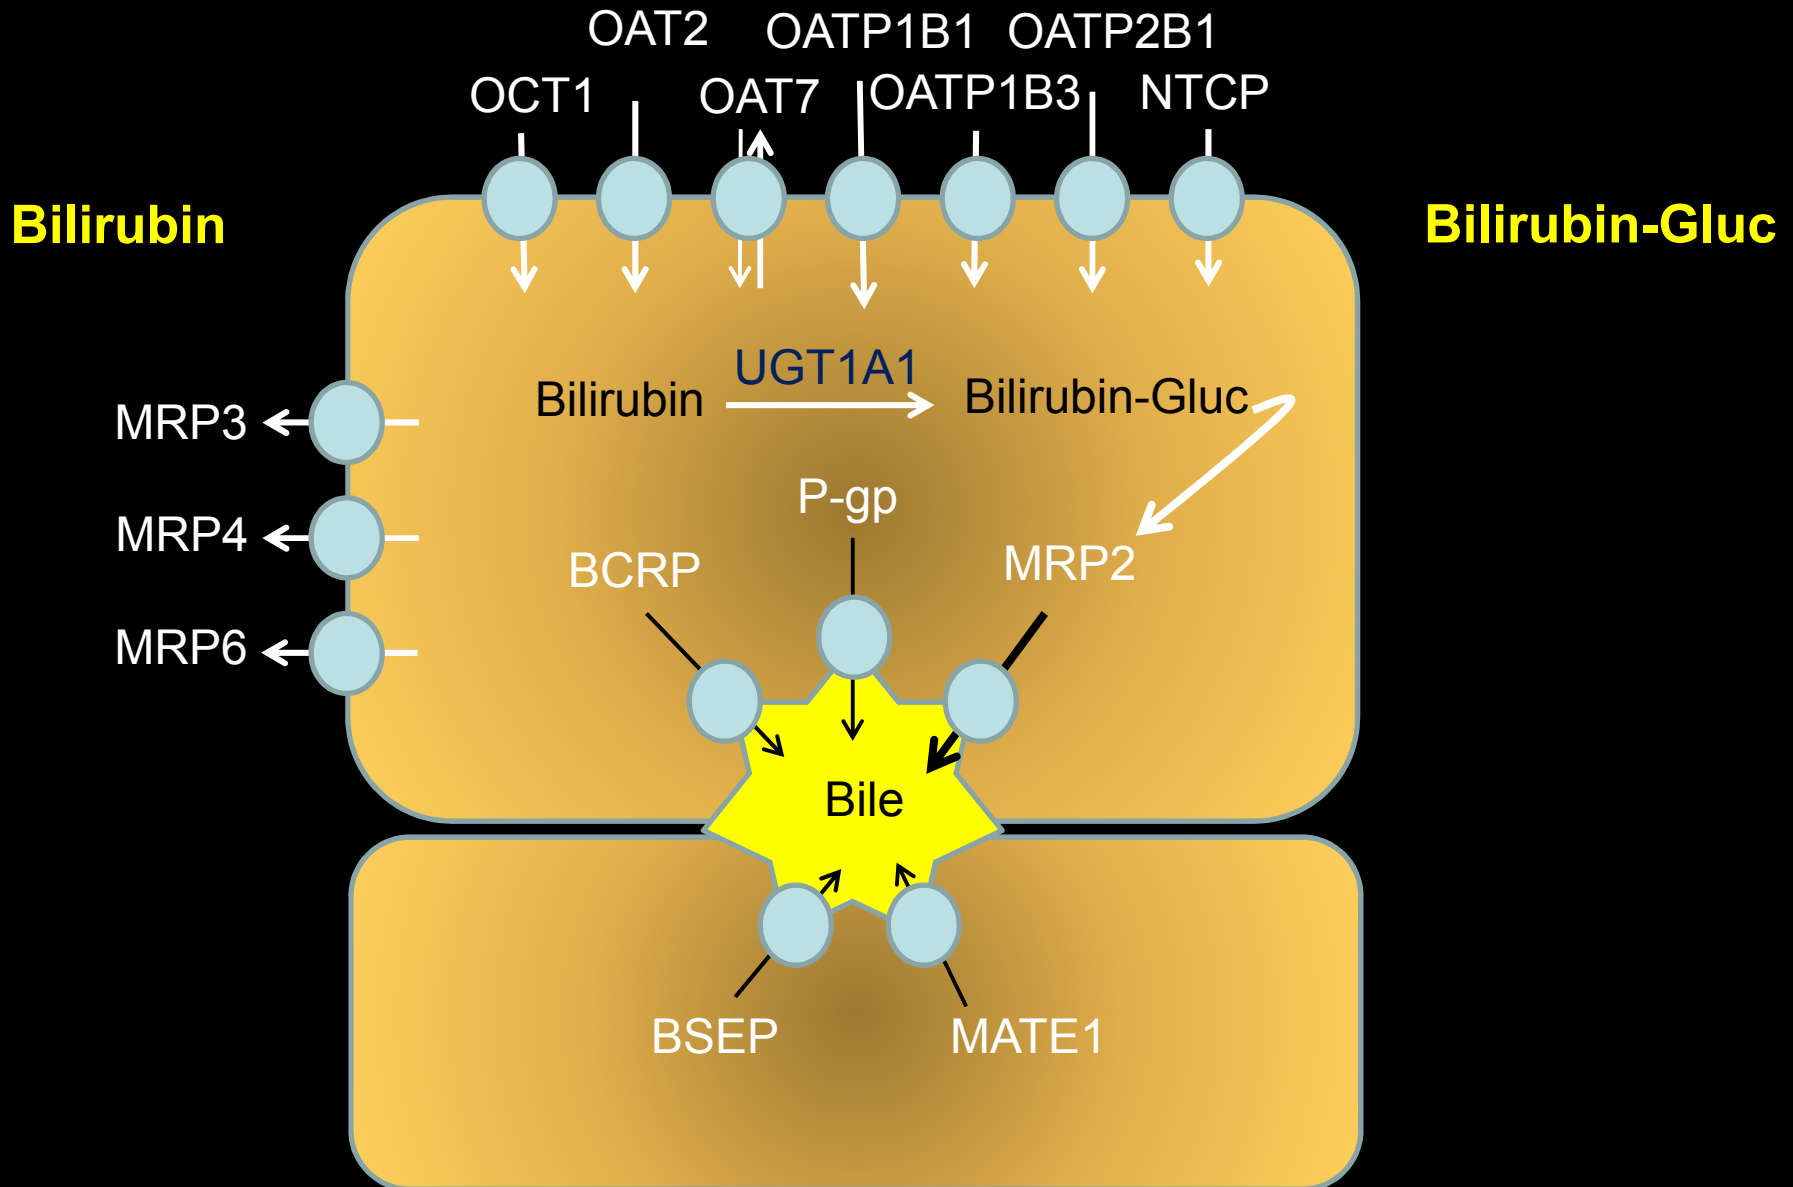 OAT2 OATP1B1 OATP2B1
OCT1 OAT7 OATP1B3 NTCP
Bilirubin Bilirubin-Gluc
UGT1A1
Bilirubin Bilirubin-Gluc
MRP3
P-gp
MRP4
BCRP MRP2
MRP6
Bile
BSEP MATE1